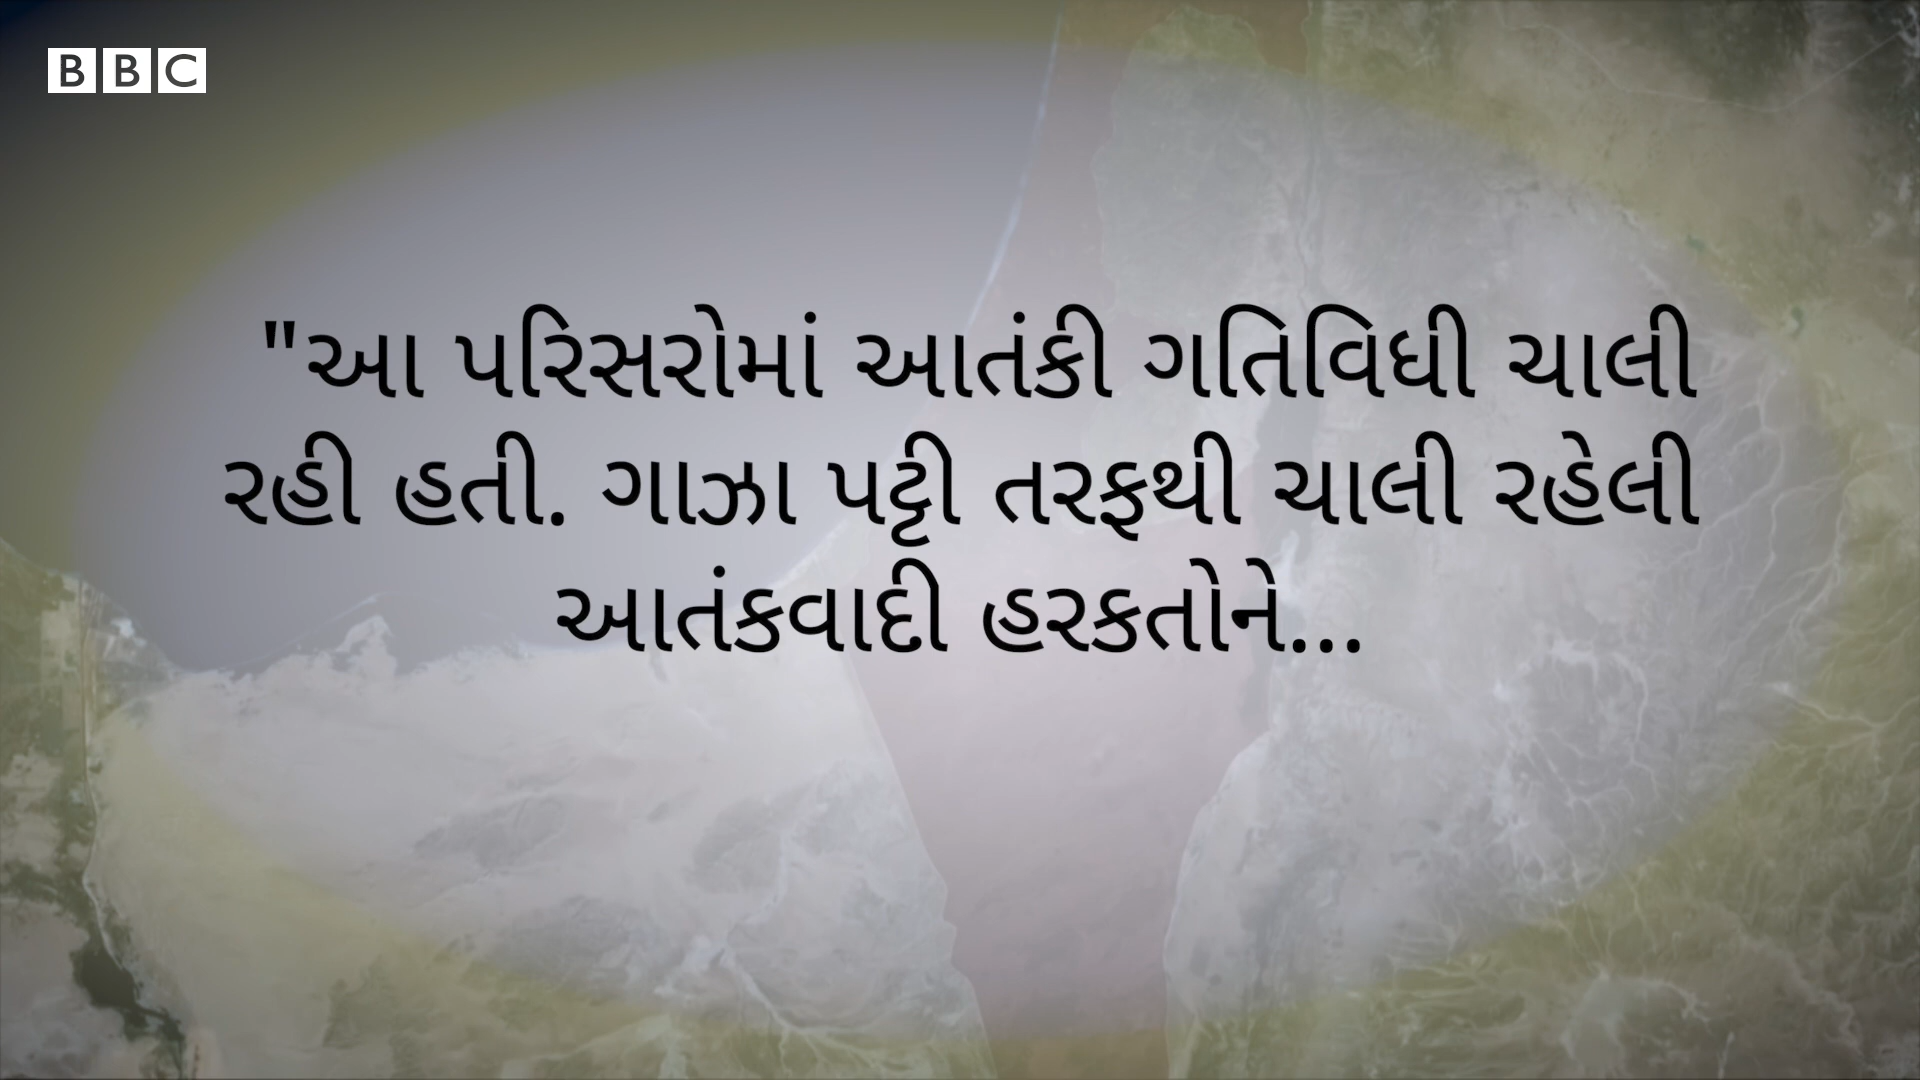 BBC
"આ પરિસરોમાં આતંકી ગતિવિધી ચાલી
રહી હતી. ગાઝા પટ્ટી તરફથી ચાલી રહેલી
આતંકવાદી હરકતોને...